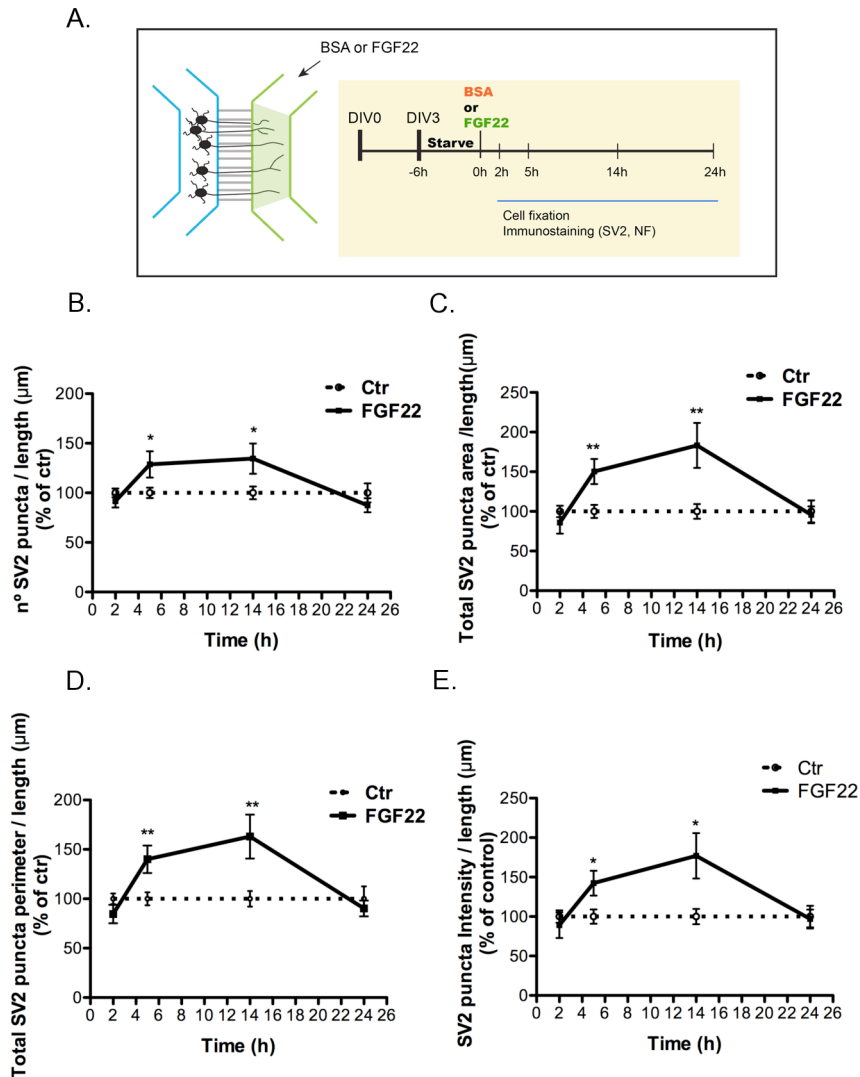 A.
BSA or FGF22
BSA
or
FGF22
DIV0 DIV3
Starve
-6h 0h 2h 5h 14h 24h
Cell fixation
Immunostaining (SV2, NF)
B.
nº SV2 puncta / length (µm)
(% of ctr)
200
150
100
50
0
Ctr
FGF22
* *
0 2 4 6 8 10 12 14 16 18 20 22 24 26
Time (h)
C.
Total SV2 puncta area /length(µm)
(% of ctr)
250
200
150
100
50
0
Ctr
FGF22
** **
0 2 4 6 8 10 12 14 16 18 20 22 24 26
Time (h)
D.
Total SV2 puncta perimeter / length (µm)
(% of ctr)
200
150
100
50
0
Ctr
FGF22
** **
0 2 4 6 8 10 12 14 16 18 20 22 24 26
Time (h)
E.
SV2 puncta Intensity / length (µm)
(% of control)
250
200
150
100
50
0
Ctr
FGF22
* *
0 2 4 6 8 10 12 14 16 18 20 22 24 26
Time (h)